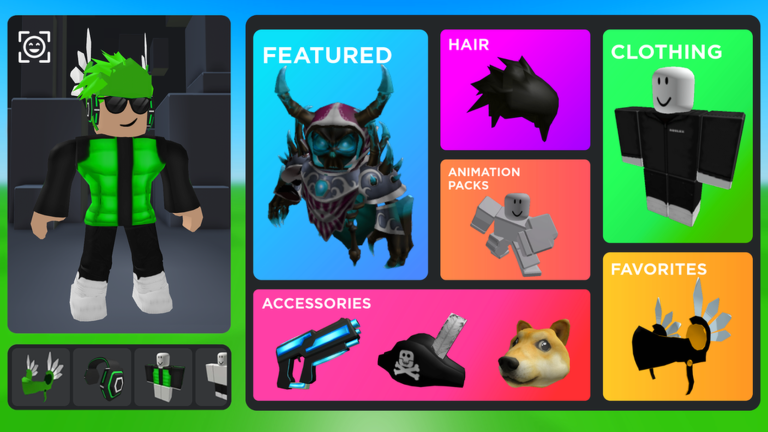 FEATURED
HAIR
CLOTHING
ANIMATION
PACKS
FAVORITES
ACCESSORIES